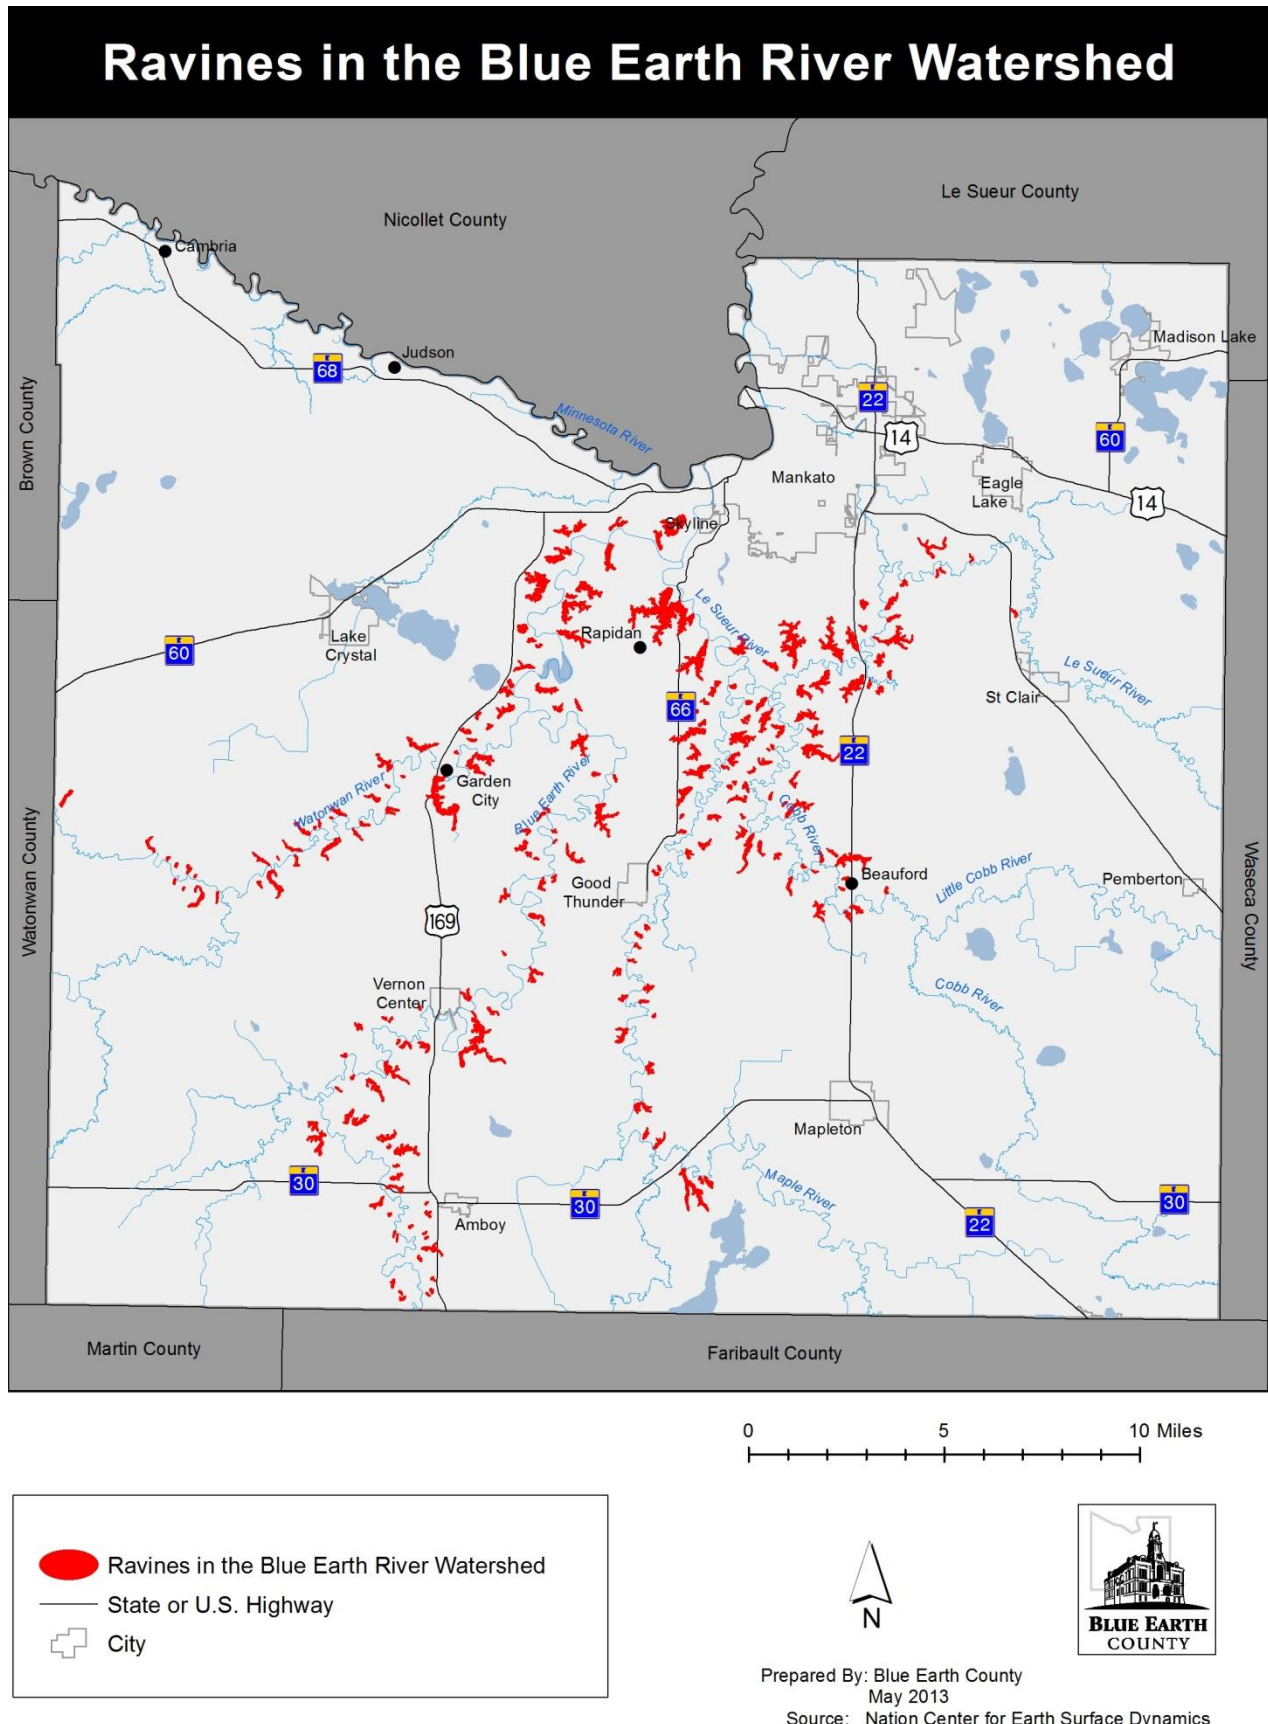 Ravines in the Blue Earth River Watershed
Le Sueur County
Nicollet County
Cambria
Madison Lake
Judson
68
Brown County
22
Minnesota River
14
60
Mankato
Eagle
Lake
14
Skyline
Le Sueur River
Rapidan
Lake
Crystal
60
Le Sueur River
St Clair
66
22
Garden
City
Watonwan River
Blue Earth River
Cobb River
Watonwan County
Waseca County
Beauford
Little Cobb River
Pemberton
Good
Thunder
169
Vernon
Center
Cobb River
Mapleton
Maple River
30
30
30
22
Amboy
Martin County
Faribault County
0 5 10 Miles
Ravines in the Blue Earth River Watershed
State or U.S. Highway
City
N
BLUE EARTH
COUNTY
Prepared By: Blue Earth County
May 2013
Source: Nation Center for Earth Surface Dynamics